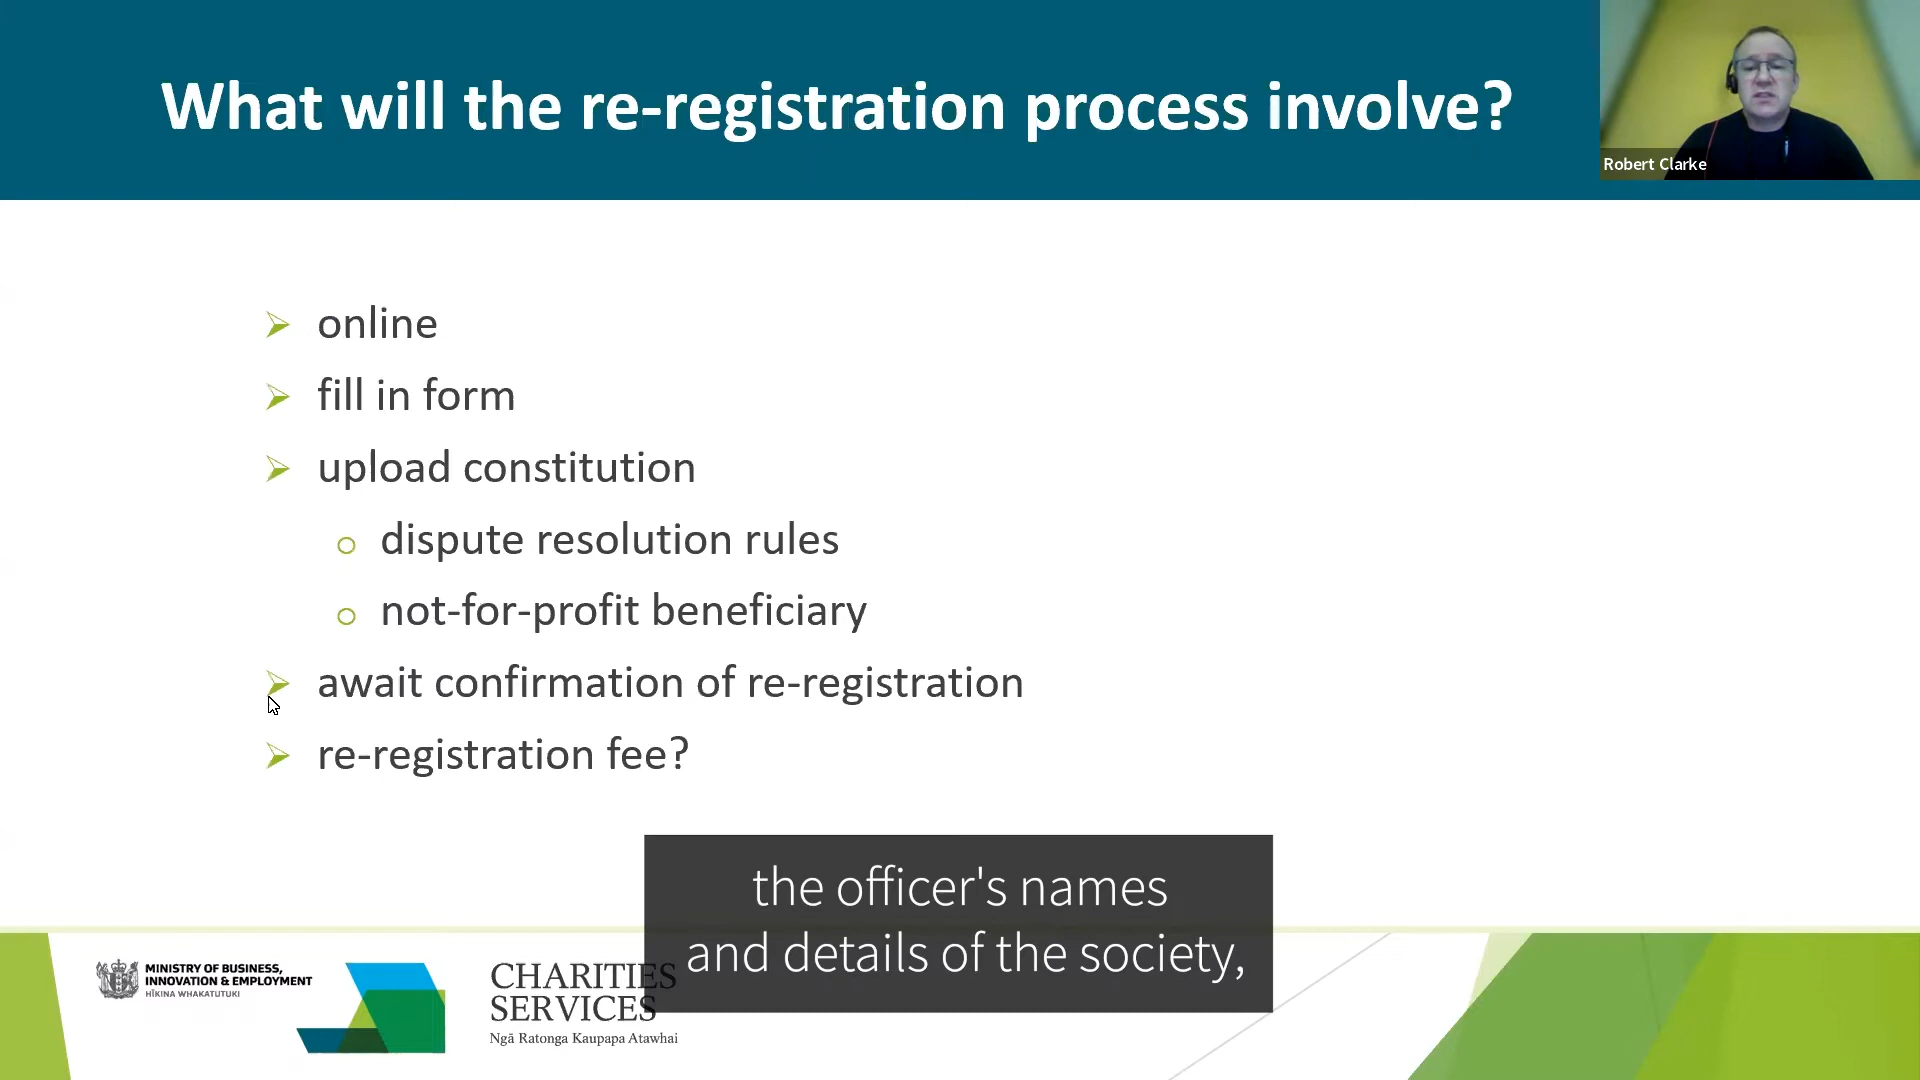 What will the re-registration process involve?
Robert Clarke
online
fill in form
upload constitution
dispute resolution rules
not-for-profit beneficiary
await confirmation of re-registration
re-registration fee?
the officer's names
and details of the society,
MINISTRY OF BUSINESS,
INNOVATION & EMPLOYMENT
HĪKINA WHAKATUTUKI
CHARITIES
SERVICES
Ngā Ratonga Kaupapa Atawhai